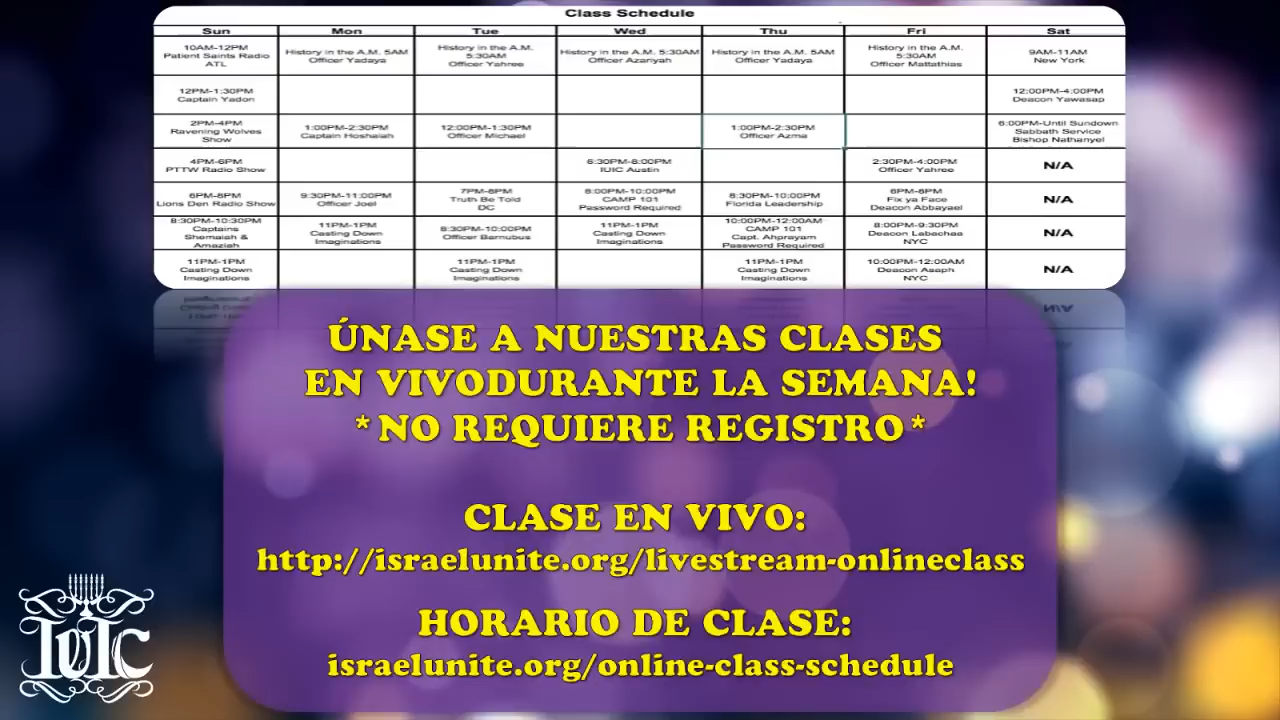 Class Schedule
Sun Mon Tue Wed Thu Fri Sat
10AM-12PM
Patient Saints Radio
ATL
History in the A.M. 5AM
Officer Yadaya
History in the A.M.
5:30AM
Officer Yahree
History in the A.M. 5:30AM
Officer Azariyah
History in the A.M. 5AM
Officer Yadaya
History in the A.M.
5:30AM
Officer Mattathias
9AM-11AM
New York
12PM-1:30PM
Captain Yadon
12:00PM-4:00PM
Deacon Yawasap
2PM-4PM
Ravening Wolves
Show
1:00PM-2:30PM
Captain Hoshaiah
12:00PM-1:30PM
Officer Michael
1:00PM-2:30PM
Officer Azma
6:00PM-Until Sundown
Sabbath Service
Bishop Nathanyel
4PM-6PM
PTTW Radio Show
6:30PM-8:00PM
IUIC Austin
2:30PM-4:00PM
Officer Yahree
N/A
6PM-8PM
Lions Den Radio Show
9:30PM-11:00PM
Officer Joel
7PM-8PM
Truth Be Told
DC
8:00PM-10:00PM
CAMP 101
Password Required
8:30PM-10:00PM
Florida Leadership
6PM-8PM
Fix ya Face
Deacon Abbayael
N/A
8:30PM-10:30PM
Captains
Shemaiah &
Amaziah
11PM-1PM
Casting Down
Imaginations
8:30PM-10:00PM
Officer Barnubus
11PM-1PM
Casting Down
Imaginations
10:00PM-12:00AM
CAMP 101
Capt. Ahprayam
Password Required
8:00PM-9:30PM
Deacon Labachaa
NYC
N/A
11PM-1PM
Casting Down
Imaginations
11PM-1PM
Casting Down
Imaginations
11PM-1PM
Casting Down
Imaginations
10:00PM-12:00AM
Deacon Asaph
NYC
N/A
ÚNASE A NUESTRAS CLASES
EN VIVODURANTE LA SEMANA!
*NO REQUIERE REGISTRO*
CLASE EN VIVO:
http://israelunite.org/livestream-onlineclass
HORARIO DE CLASE:
israelunite.org/online-class-schedule
IUIC